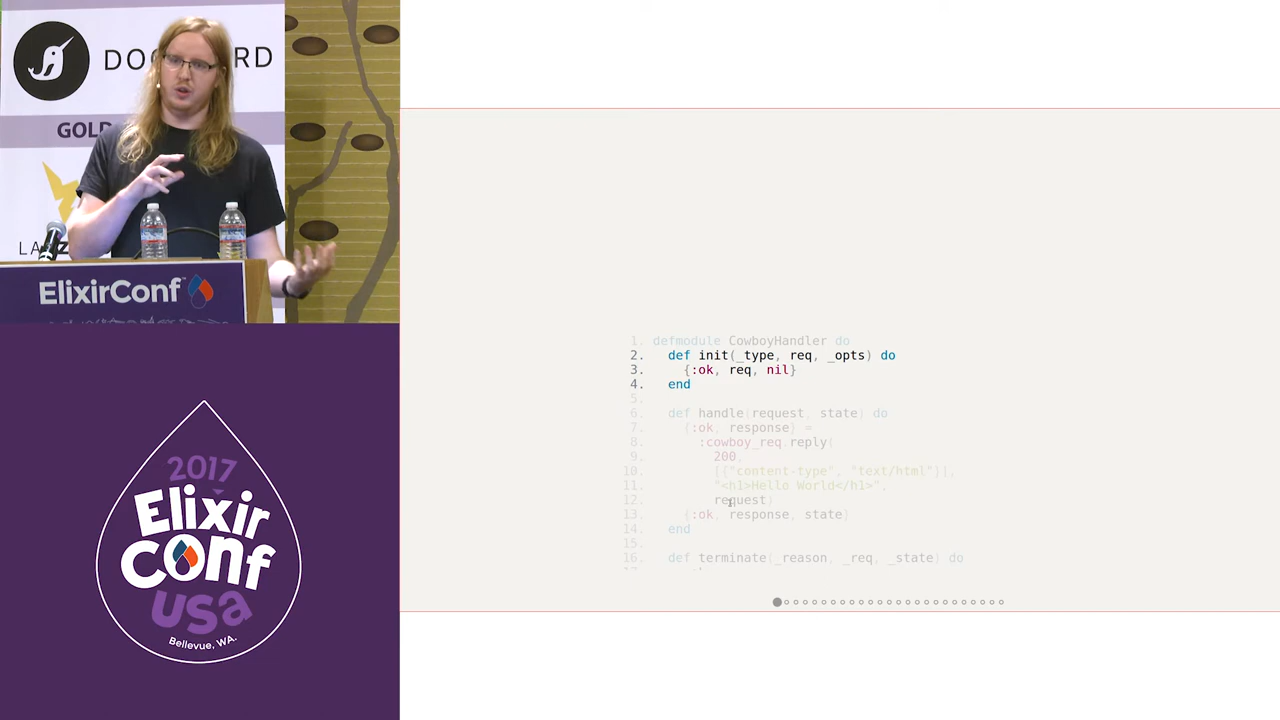 DOC RD
GOLD
LA Z
ElixirConf
2017
Elixir
Conf
USA
Bellevue, WA.
1. defmodule CowboyHandler do
2. def init(_type, req, _opts) do
3. {:ok, req, nil}
4. end
5.
6. def handle(request, state) do
7. {:ok, response} =
8. :cowboy_req.reply(
9. 200,
10. [{"content-type", "text/html"}],
11. "<h1>Hello World</h1>",
12. request)
13. {:ok, response, state}
14. end
15.
16. def terminate(_reason, _req, _state) do